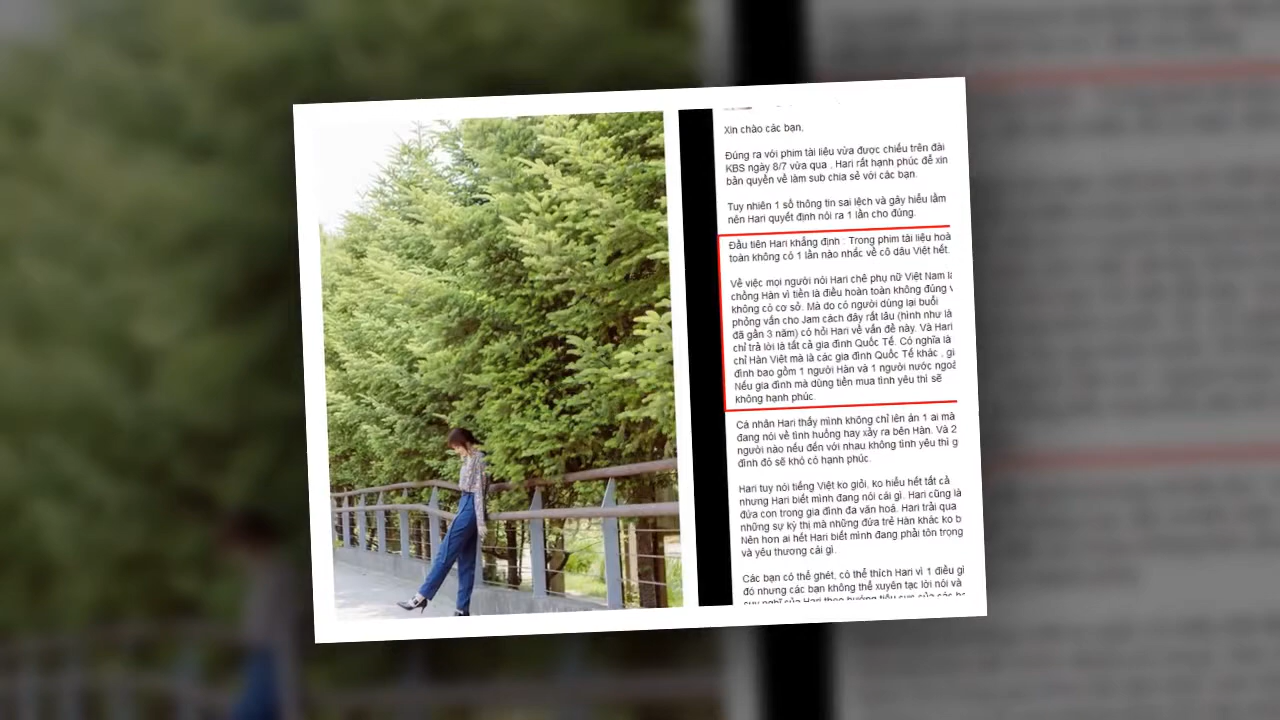 Xin chào các bạn,
Đúng ra với phim tài liệu vừa được chiếu trên đài
KBS ngày 8/7 vừa qua , Hari rất hạnh phúc để xin
bản quyền về làm sub chia sẻ với các bạn.
Tuy nhiên 1 số thông tin sai lệch và gây hiểu lầm
nên Hari quyết định nói ra 1 lần cho đúng.
Đầu tiên Hari khẳng định : Trong phim tài liệu hoà
toàn không có 1 lần nào nhắc về cô dâu Việt hết.
Về việc mọi người nói Hari chê phụ nữ Việt Nam lấ
chồng Hàn vì tiền là điều hoàn toàn không đúng v
không có cơ sở. Mà do có người dùng lại buổi
phỏng vấn cho Jam cách đây rất lâu (hình như là
đã gần 3 năm) có hỏi Hari về vấn đề này. Và Hari
chỉ trả lời là tất cả gia đình Quốc Tế. Có nghĩa là
chỉ Hàn Việt mà là các gia đình Quốc Tế khác , gi
đình bao gồm 1 người Hàn và 1 người nước ngoà
Nếu gia đình mà dùng tiền mua tình yêu thì sẽ
không hạnh phúc.
Cá nhân Hari thấy mình không chỉ lên án 1 ai mà
đang nói về tình huống hay xảy ra bên Hàn. Và 2
người nào nếu đến với nhau không tình yêu thì g
đình đó sẽ khó có hạnh phúc.
Hari tuy nói tiếng Việt ko giỏi, ko hiểu hết tất cả
nhưng Hari biết mình đang nói cái gì. Hari cũng là
đứa con trong gia đình đa văn hoá. Hari trải qua
những sự kỳ thị mà những đứa trẻ Hàn khác ko b
Nên hơn ai hết Hari biết mình đang phải tôn trọng
và yêu thương cái gì.
Các bạn có thể ghét, có thể thích Hari vì 1 điều gì
đó nhưng các bạn không thể xuyên tạc lời nói và
suy nghĩ của Hari theo hướng tiêu cực của các bạ